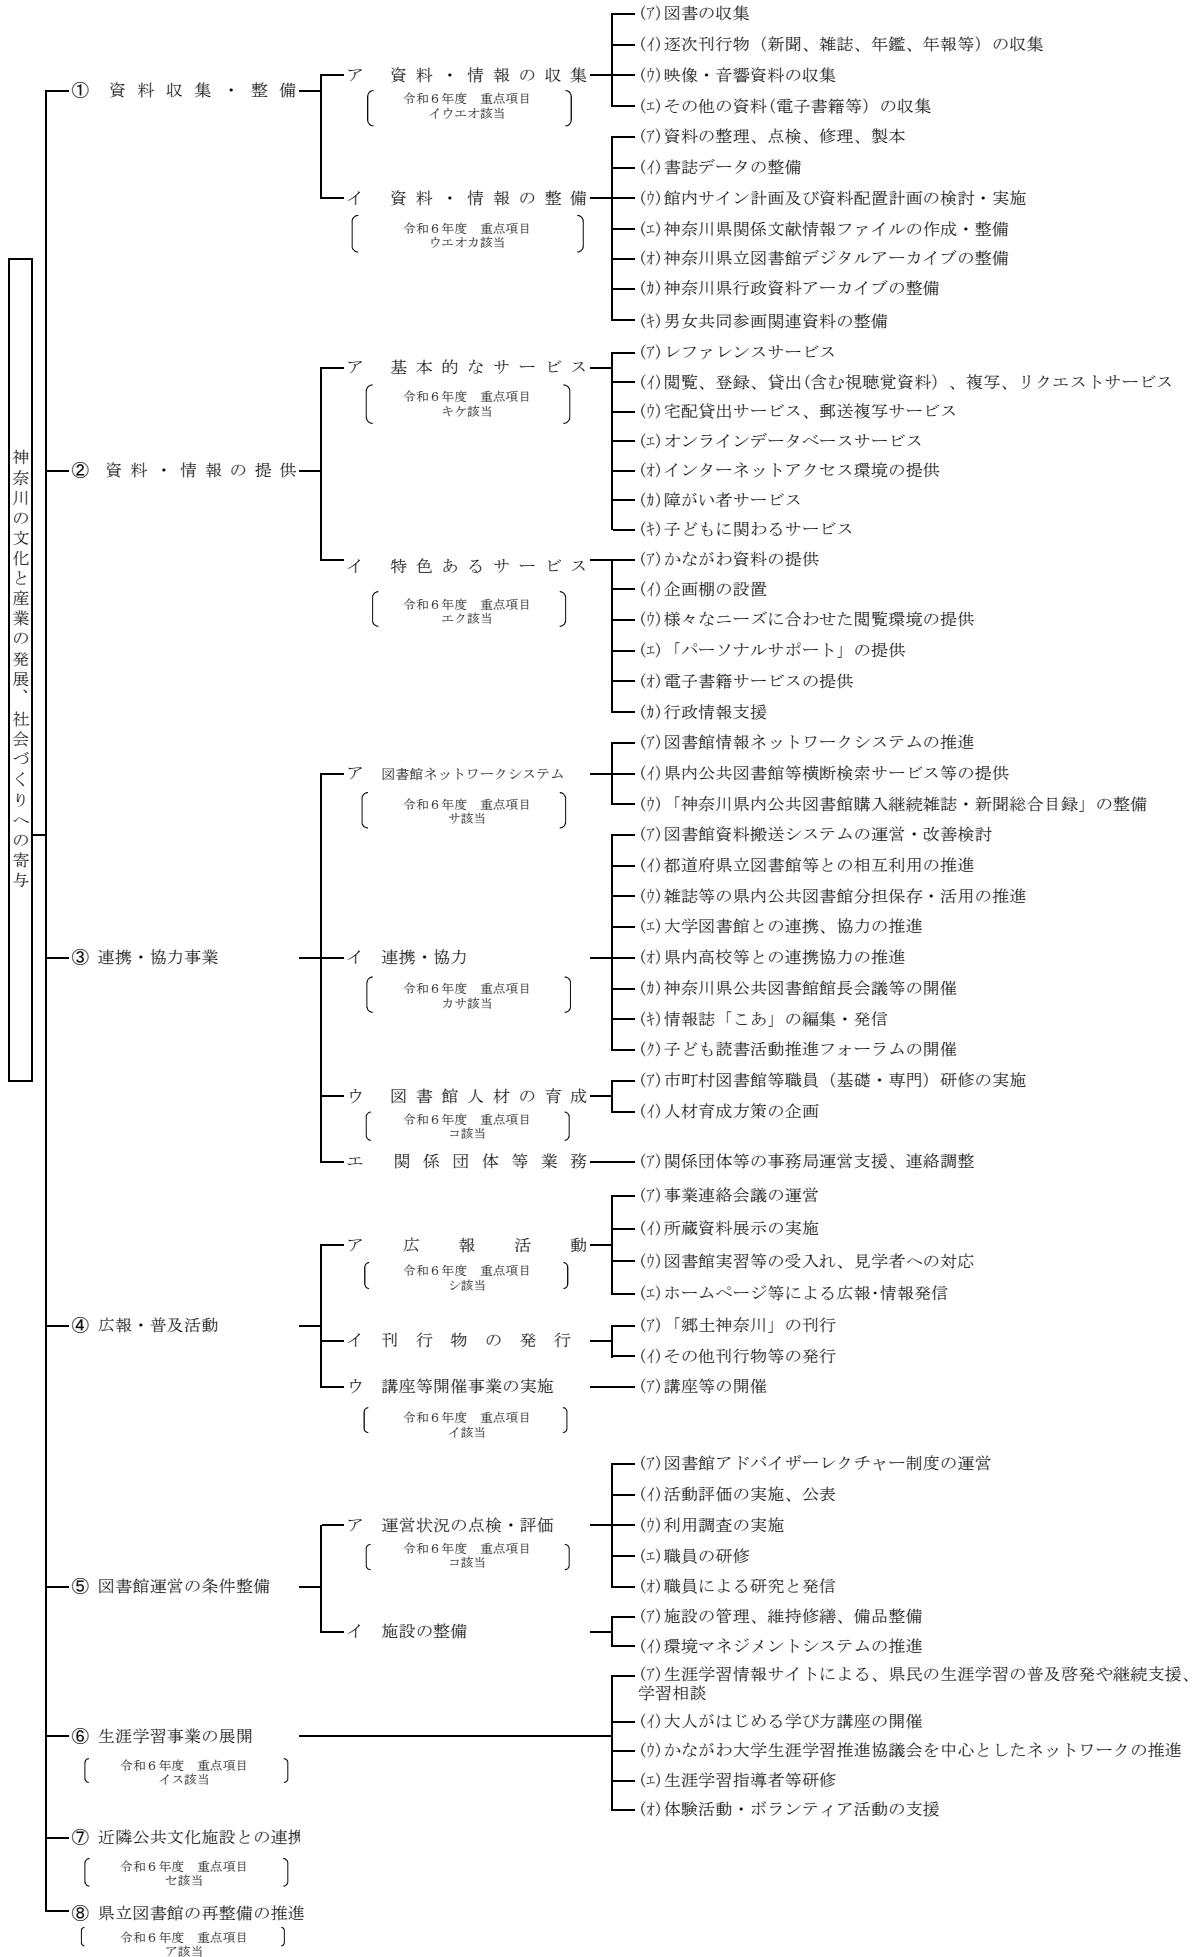 神奈川の文化と産業の発展、社会づくりへの寄与
① 資料収集・整備
ア 資料・情報の収集
令和６年度 重点項目
イウエオ該当
(ｱ)図書の収集
(ｲ)逐次刊行物（新聞、雑誌、年鑑、年報等）の収集
(ｳ)映像・音響資料の収集
(ｴ)その他の資料(電子書籍等）の収集
イ 資料・情報の整備
令和６年度 重点項目
ウエオカ該当
(ｱ)資料の整理、点検、修理、製本
(ｲ)書誌データの整備
(ｳ)館内サイン計画及び資料配置計画の検討・実施
(ｴ)神奈川県関係文献情報ファイルの作成・整備
(ｵ)神奈川県立図書館デジタルアーカイブの整備
(ｶ)神奈川県行政資料アーカイブの整備
(ｷ)男女共同参画関連資料の整備
② 資料・情報の提供
ア 基本的なサービス
令和６年度 重点項目
キケ該当
(ｱ)レファレンスサービス
(ｲ)閲覧、登録、貸出(含む視聴覚資料）、複写、リクエストサービス
(ｳ)宅配貸出サービス、郵送複写サービス
(ｴ)オンラインデータベースサービス
(ｵ)インターネットアクセス環境の提供
(ｶ)障がい者サービス
(ｷ)子どもに関わるサービス
イ 特色あるサービス
令和６年度 重点項目
エク該当
(ｱ)かながわ資料の提供
(ｲ)企画棚の設置
(ｳ)様々なニーズに合わせた閲覧環境の提供
(ｴ)「パーソナルサポート」の提供
(ｵ)電子書籍サービスの提供
(ｶ)行政情報支援
③ 連携・協力事業
ア 図書館ネットワークシステム
令和６年度 重点項目
サ該当
(ｱ)図書館情報ネットワークシステムの推進
(ｲ)県内公共図書館等横断検索サービス等の提供
(ｳ)「神奈川県内公共図書館購入継続雑誌・新聞総合目録」の整備
イ 連携・協力
令和６年度 重点項目
カサ該当
(ｱ)図書館資料搬送システムの運営・改善検討
(ｲ)都道府県立図書館等との相互利用の推進
(ｳ)雑誌等の県内公共図書館分担保存・活用の推進
(ｴ)大学図書館との連携、協力の推進
(ｵ)県内高校等との連携協力の推進
(ｶ)神奈川県公共図書館館長会議等の開催
(ｷ)情報誌「こあ」の編集・発信
(ｸ)子ども読書活動推進フォーラムの開催
ウ 図書館人材の育成
令和６年度 重点項目
コ該当
(ｱ)市町村図書館等職員（基礎・専門）研修の実施
(ｲ)人材育成方策の企画
エ 関係団体等業務
(ｱ)関係団体等の事務局運営支援、連絡調整
④ 広報・普及活動
ア 広報活動
令和６年度 重点項目
シ該当
(ｱ)事業連絡会議の運営
(ｲ)所蔵資料展示の実施
(ｳ)図書館実習等の受入れ、見学者への対応
(ｴ)ホームページ等による広報･情報発信
イ 刊行物の発行
(ｱ)「郷土神奈川」の刊行
(ｲ)その他刊行物等の発行
ウ 講座等開催事業の実施
令和６年度 重点項目
イ該当
(ｱ)講座等の開催
⑤ 図書館運営の条件整備
ア 運営状況の点検・評価
令和６年度 重点項目
コ該当
(ｱ)図書館アドバイザーレクチャー制度の運営
(ｲ)活動評価の実施、公表
(ｳ)利用調査の実施
(ｴ)職員の研修
(ｵ)職員による研究と発信
イ 施設の整備
(ｱ)施設の管理、維持修繕、備品整備
(ｲ)環境マネジメントシステムの推進
⑥ 生涯学習事業の展開
令和６年度 重点項目
イス該当
(ｱ)生涯学習情報サイトによる、県民の生涯学習の普及啓発や継続支援、
学習相談
(ｲ)大人がはじめる学び方講座の開催
(ｳ)かながわ大学生涯学習推進協議会を中心としたネットワークの推進
(ｴ)生涯学習指導者等研修
(ｵ)体験活動・ボランティア活動の支援
⑦ 近隣公共文化施設との連携
令和６年度 重点項目
セ該当
⑧ 県立図書館の再整備の推進
令和６年度 重点項目
ア該当